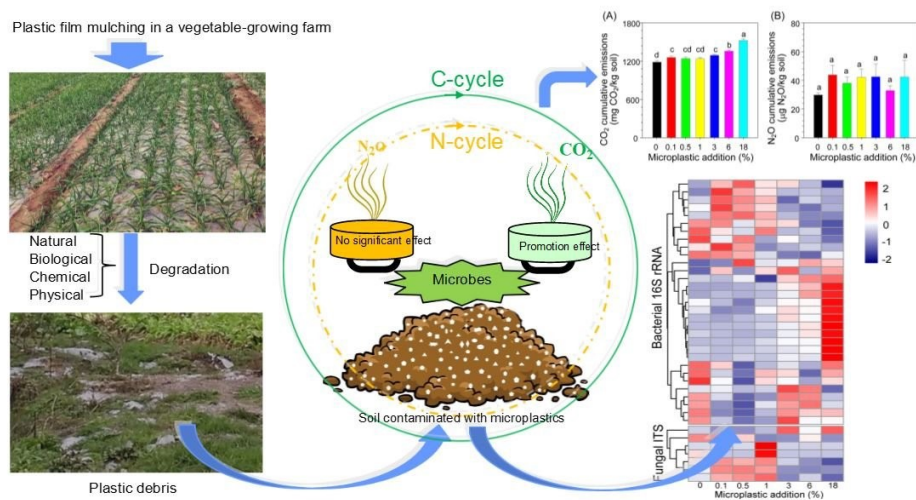 Plastic film mulching in a vegetable-growing farm
Natural
Biological
Chemical
Physical
Degradation
Plastic debris
C-cycle
N-cycle
N₂O
CO₂
No significant effect
Promotion effect
Microbes
Soil contaminated with microplastics
(A)
CO₂ cumulative emissions
(mg CO₂/kg soil)
1800
1200
600
0
d c cd cd c b a
0 0.1 0.5 1 3 6 18
Microplastic addition (%)
(B)
N₂O cumulative emissions
(µg N₂O/kg soil)
80
60
40
20
0
a a a a a a a
0 0.1 0.5 1 3 6 18
Microplastic addition (%)
2
1
0
-1
-2
Bacterial 16S rRNA
Fungal ITS
0 0.1 0.5 1 3 6 18
Microplastic addition (%)